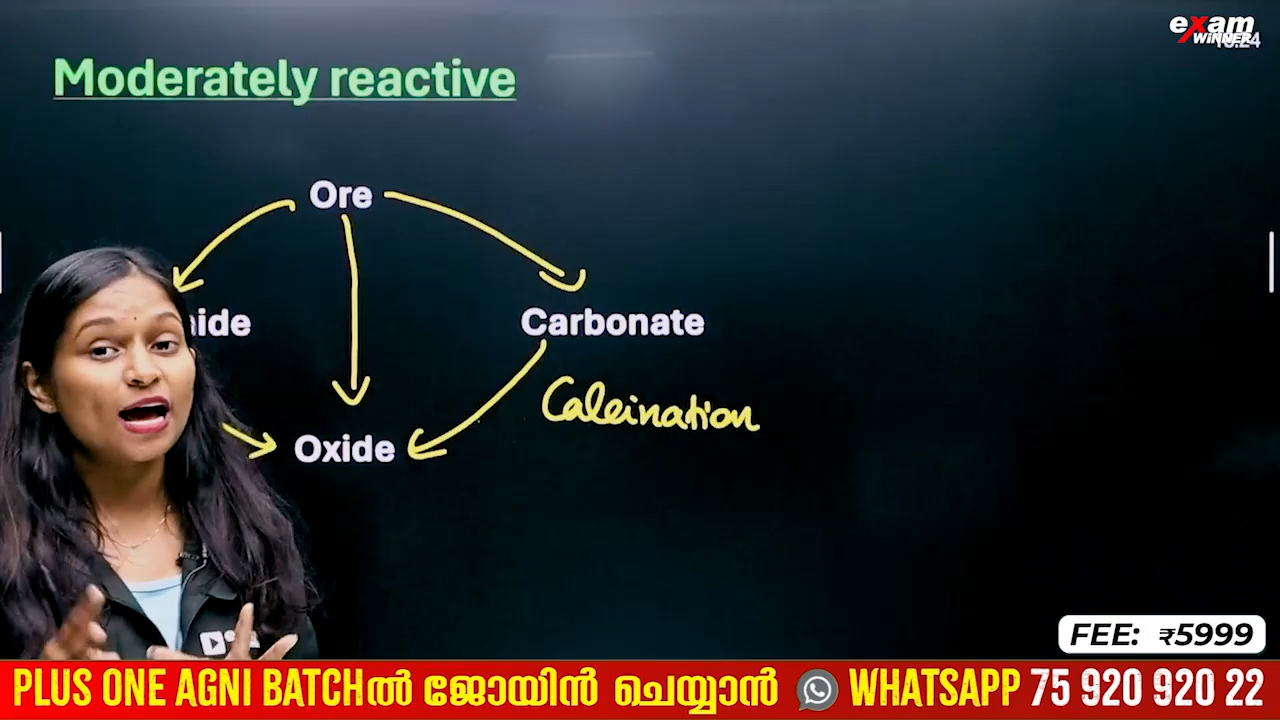 exam
WINNER
Moderately reactive
Ore
Carbonate
Calcination
Oxide
FEE: ₹5999
PLUS ONE AGNI BATCHൽ ജോയിൻ ചെയ്യാൻ WHATSAPP 75 920 920 22